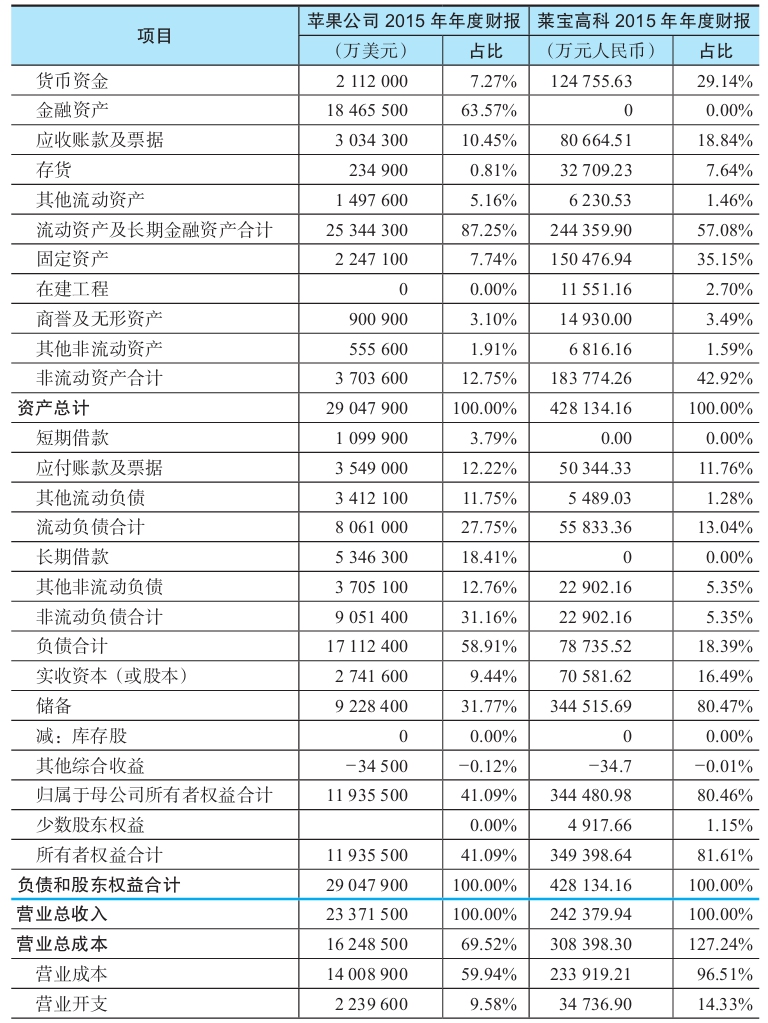 项目 苹果公司 2015 年年度财报 莱宝高科 2015 年年度财报
(万美元) 占比 (万元人民币) 占比
货币资金 2 112 000 7.27% 124 755.63 29.14%
金融资产 18 465 500 63.57% 0 0.00%
应收账款及票据 3 034 300 10.45% 80 664.51 18.84%
存货 234 900 0.81% 32 709.23 7.64%
其他流动资产 1 497 600 5.16% 6 230.53 1.46%
流动资产及长期金融资产合计 25 344 300 87.25% 244 359.90 57.08%
固定资产 2 247 100 7.74% 150 476.94 35.15%
在建工程 0 0.00% 11 551.16 2.70%
商誉及无形资产 900 900 3.10% 14 930.00 3.49%
其他非流动资产 555 600 1.91% 6 816.16 1.59%
非流动资产合计 3 703 600 12.75% 183 774.26 42.92%
资产总计 29 047 900 100.00% 428 134.16 100.00%
短期借款 1 099 900 3.79% 0.00 0.00%
应付账款及票据 3 549 000 12.22% 50 344.33 11.76%
其他流动负债 3 412 100 11.75% 5 489.03 1.28%
流动负债合计 8 061 000 27.75% 55 833.36 13.04%
长期借款 5 346 300 18.41% 0 0.00%
其他非流动负债 3 705 100 12.76% 22 902.16 5.35%
非流动负债合计 9 051 400 31.16% 22 902.16 5.35%
负债合计 17 112 400 58.91% 78 735.52 18.39%
实收资本（或股本） 2 741 600 9.44% 70 581.62 16.49%
储备 9 228 400 31.77% 344 515.69 80.47%
减：库存股 0 0.00% 0 0.00%
其他综合收益 −34 500 −0.12% −34.7 −0.01%
归属于母公司所有者权益合计 11 935 500 41.09% 344 480.98 80.46%
少数股东权益 0.00% 4 917.66 1.15%
所有者权益合计 11 935 500 41.09% 349 398.64 81.61%
负债和股东权益合计 29 047 900 100.00% 428 134.16 100.00%
营业总收入 23 371 500 100.00% 242 379.94 100.00%
营业总成本 16 248 500 69.52% 308 398.30 127.24%
营业成本 14 008 900 59.94% 233 919.21 96.51%
营业开支 2 239 600 9.58% 34 736.90 14.33%